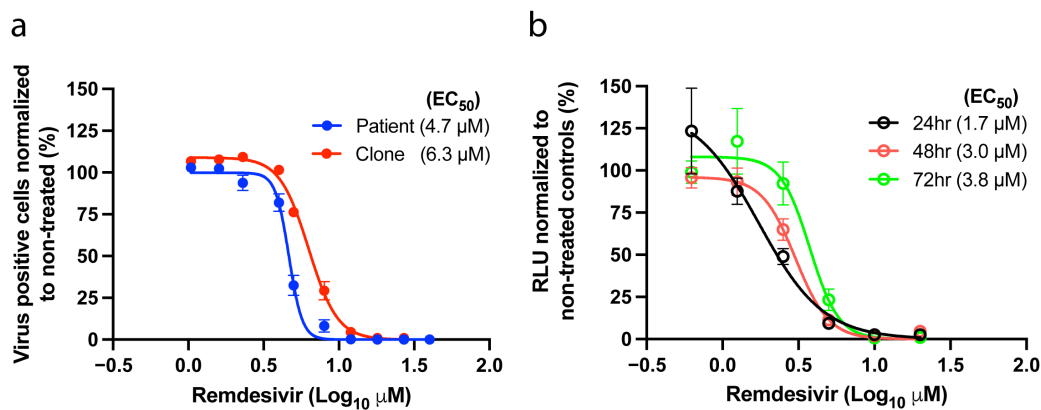 a
Virus positive cells normalized
to non-treated (%)
150
125
100
75
50
25
0
−0.5
0.0
0.5
1.0
1.5
2.0
Remdesivir (Log10 μM)
(EC50)
Patient (4.7 μM)
Clone (6.3 μM)
b
RLU normalized to
non-treated controls (%)
150
125
100
75
50
25
0
−0.5
0.0
0.5
1.0
1.5
2.0
Remdesivir (Log10 μM)
(EC50)
24hr (1.7 μM)
48hr (3.0 μM)
72hr (3.8 μM)